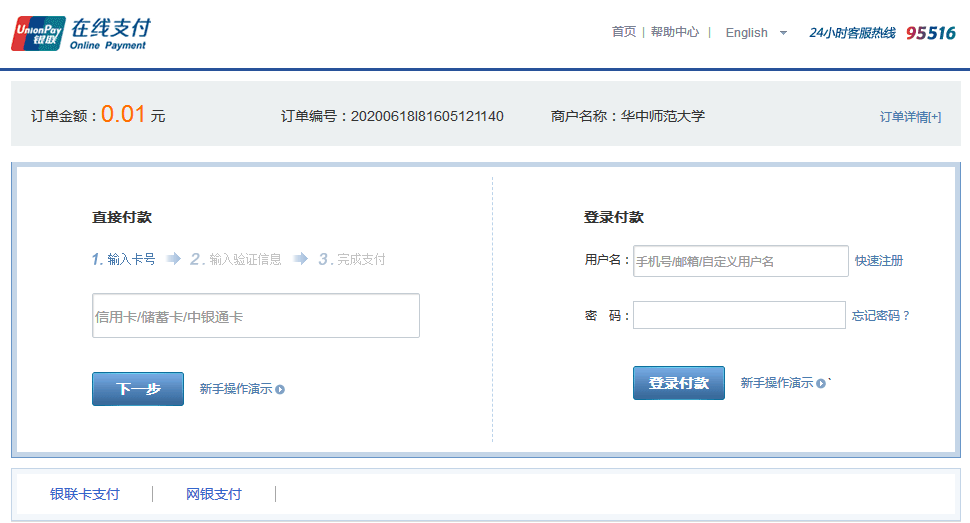 UnionPay 银联 在线支付 Online Payment
首页 | 帮助中心 | English 24小时客服热线 95516
订单金额：0.01 元 订单编号：20200618l81605121140 商户名称：华中师范大学 订单详情[+]
直接付款
1. 输入卡号 2. 输入验证信息 3. 完成支付
信用卡/储蓄卡/中银通卡
下一步 新手操作演示
登录付款
用户名： 手机号/邮箱/自定义用户名 快速注册
密 码： 忘记密码？
登录付款 新手操作演示 `
银联卡支付 | 网银支付 |